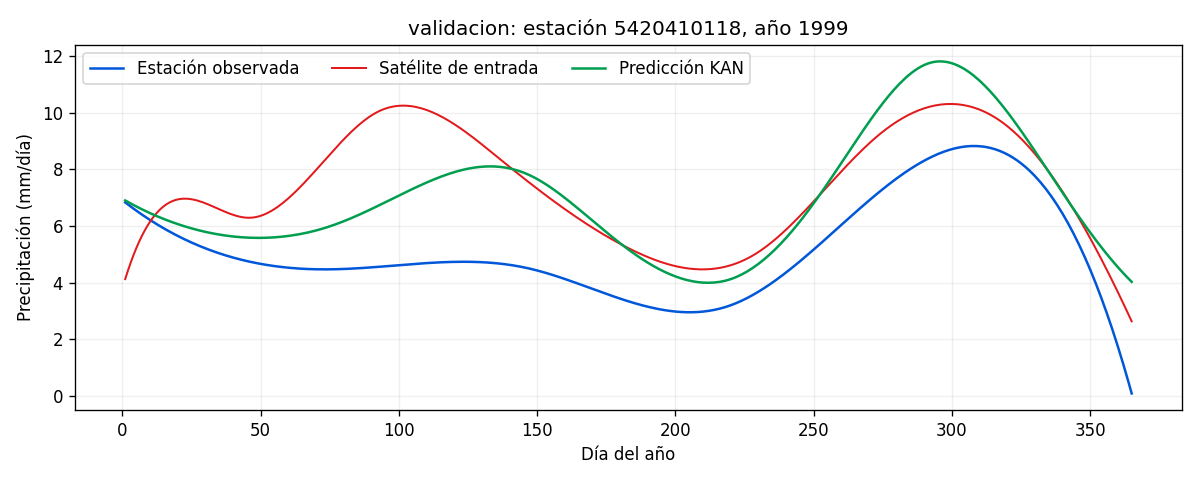 validacion: estación 5420410118, año 1999
Estación observada
Satélite de entrada
Predicción KAN
Precipitación (mm/día)
12
10
8
6
4
2
0
0 50 100 150 200 250 300 350
Día del año